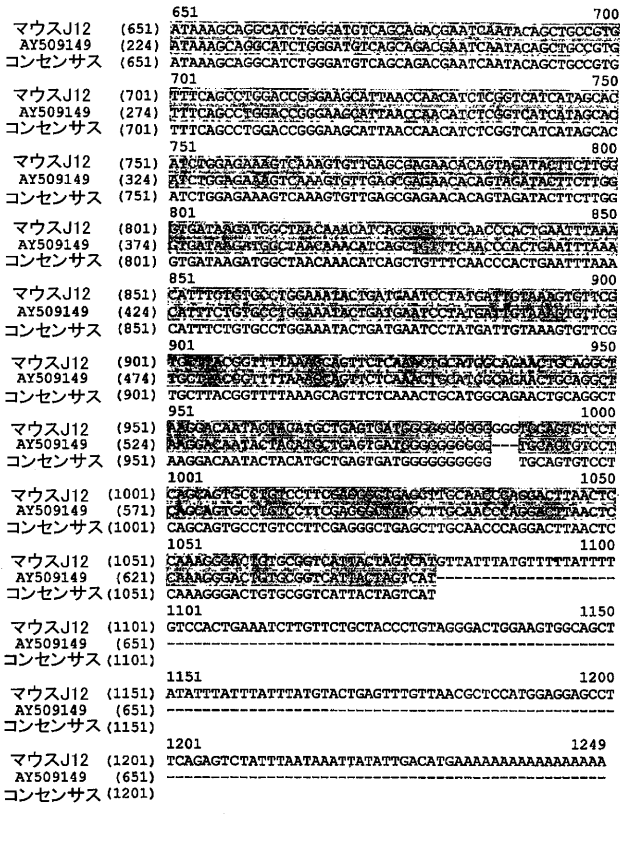 651 700
マウスJ12 (651) ATAAAGCAGGCATCTGGGATGTCAGCAGACGAATCAATACAGCTGCCGTG
AY509149 (224) ATAAAGCAGGCATCTGGGATGTCAGCAGACGAATCAATACAGCTGCCGTG
コンセンサス (651) ATAAAGCAGGCATCTGGGATGTCAGCAGACGAATCAATACAGCTGCCGTG
701 750
マウスJ12 (701) TTTCAGCCTGGACCGGGAAGCATTAACCAACATCTCGGTCATCATAGCAC
AY509149 (274) TTTCAGCCTGGACCGGGAAGCATTAACCAACATCTCGGTCATCATAGCAC
コンセンサス (701) TTTCAGCCTGGACCGGGAAGCATTAACCAACATCTCGGTCATCATAGCAC
751 800
マウスJ12 (751) ATCTGGAGAAAGTCAAAGTGTTGAGCGAGAACACAGTAGATACTTCTTGG
AY509149 (324) ATCTGGAGAAAGTCAAAGTGTTGAGCGAGAACACAGTAGATACTTCTTGG
コンセンサス (751) ATCTGGAGAAAGTCAAAGTGTTGAGCGAGAACACAGTAGATACTTCTTGG
801 850
マウスJ12 (801) GTGATAAGATGGCTAACAAACATCAGCTGTTTCAACCCACTGAATTTAAA
AY509149 (374) GTGATAAGATGGCTAACAAACATCAGCTGTTTCAACCCACTGAATTTAAA
コンセンサス (801) GTGATAAGATGGCTAACAAACATCAGCTGTTTCAACCCACTGAATTTAAA
851 900
マウスJ12 (851) CATTTCTGTGCCTGGAAATACTGATGAATCCTATGATTGTAAAGTGTTCG
AY509149 (424) CATTTCTGTGCCTGGAAATACTGATGAATCCTATGATTGTAAAGTGTTCG
コンセンサス (851) CATTTCTGTGCCTGGAAATACTGATGAATCCTATGATTGTAAAGTGTTCG
901 950
マウスJ12 (901) TGCTTACGGTTTTAAAGCAGTTCTCAAACTGCATGGCAGAACTGCAGGCT
AY509149 (474) TGCTTACGGTTTTAAAGCAGTTCTCAAACTGCATGGCAGAACTGCAGGCT
コンセンサス (901) TGCTTACGGTTTTAAAGCAGTTCTCAAACTGCATGGCAGAACTGCAGGCT
951 1000
マウスJ12 (951) AAGGACAATACTACATGCTGAGTGATGGGGGGGGGGGGGTGCAGTGTCCT
AY509149 (524) AAGGACAATACTACATGCTGAGTGATGGGGGGGGGG---TGCAGTGTCCT
コンセンサス (951) AAGGACAATACTACATGCTGAGTGATGGGGGGGGGG TGCAGTGTCCT
1001 1050
マウスJ12 (1001) CAGCAGTGCCTGTCCTTCGAGGGCTGAGCTTGCAACCCAGGACTTAACTC
AY509149 (571) CAGCAGTGCCTGTCCTTCGAGGGCTGAGCTTGCAACCCAGGACTTAACTC
コンセンサス (1001) CAGCAGTGCCTGTCCTTCGAGGGCTGAGCTTGCAACCCAGGACTTAACTC
1051 1100
マウスJ12 (1051) CAAAGGGACTGTGCGGTCATTACTAGTCATGTTATTTATGTTTTTATTTT
AY509149 (621) CAAAGGGACTGTGCGGTCATTACTAGTCAT--------------------
コンセンサス (1051) CAAAGGGACTGTGCGGTCATTACTAGTCAT
1101 1150
マウスJ12 (1101) GTCCACTGAAATCTTGTTCTGCTACCCTGTAGGGACTGGAAGTGGCAGCT
AY509149 (651) --------------------------------------------------
コンセンサス (1101)
1151 1200
マウスJ12 (1151) ATATTTATTTATTTATGTACTGAGTTTGTTAACGCTCCATGGAGGAGCCT
AY509149 (651) --------------------------------------------------
コンセンサス (1151)
1201 1249
マウスJ12 (1201) TCAGAGTCTATTTAATAAATTATATTGACATGAAAAAAAAAAAAAAAAA
AY509149 (651) -------------------------------------------------
コンセンサス (1201)